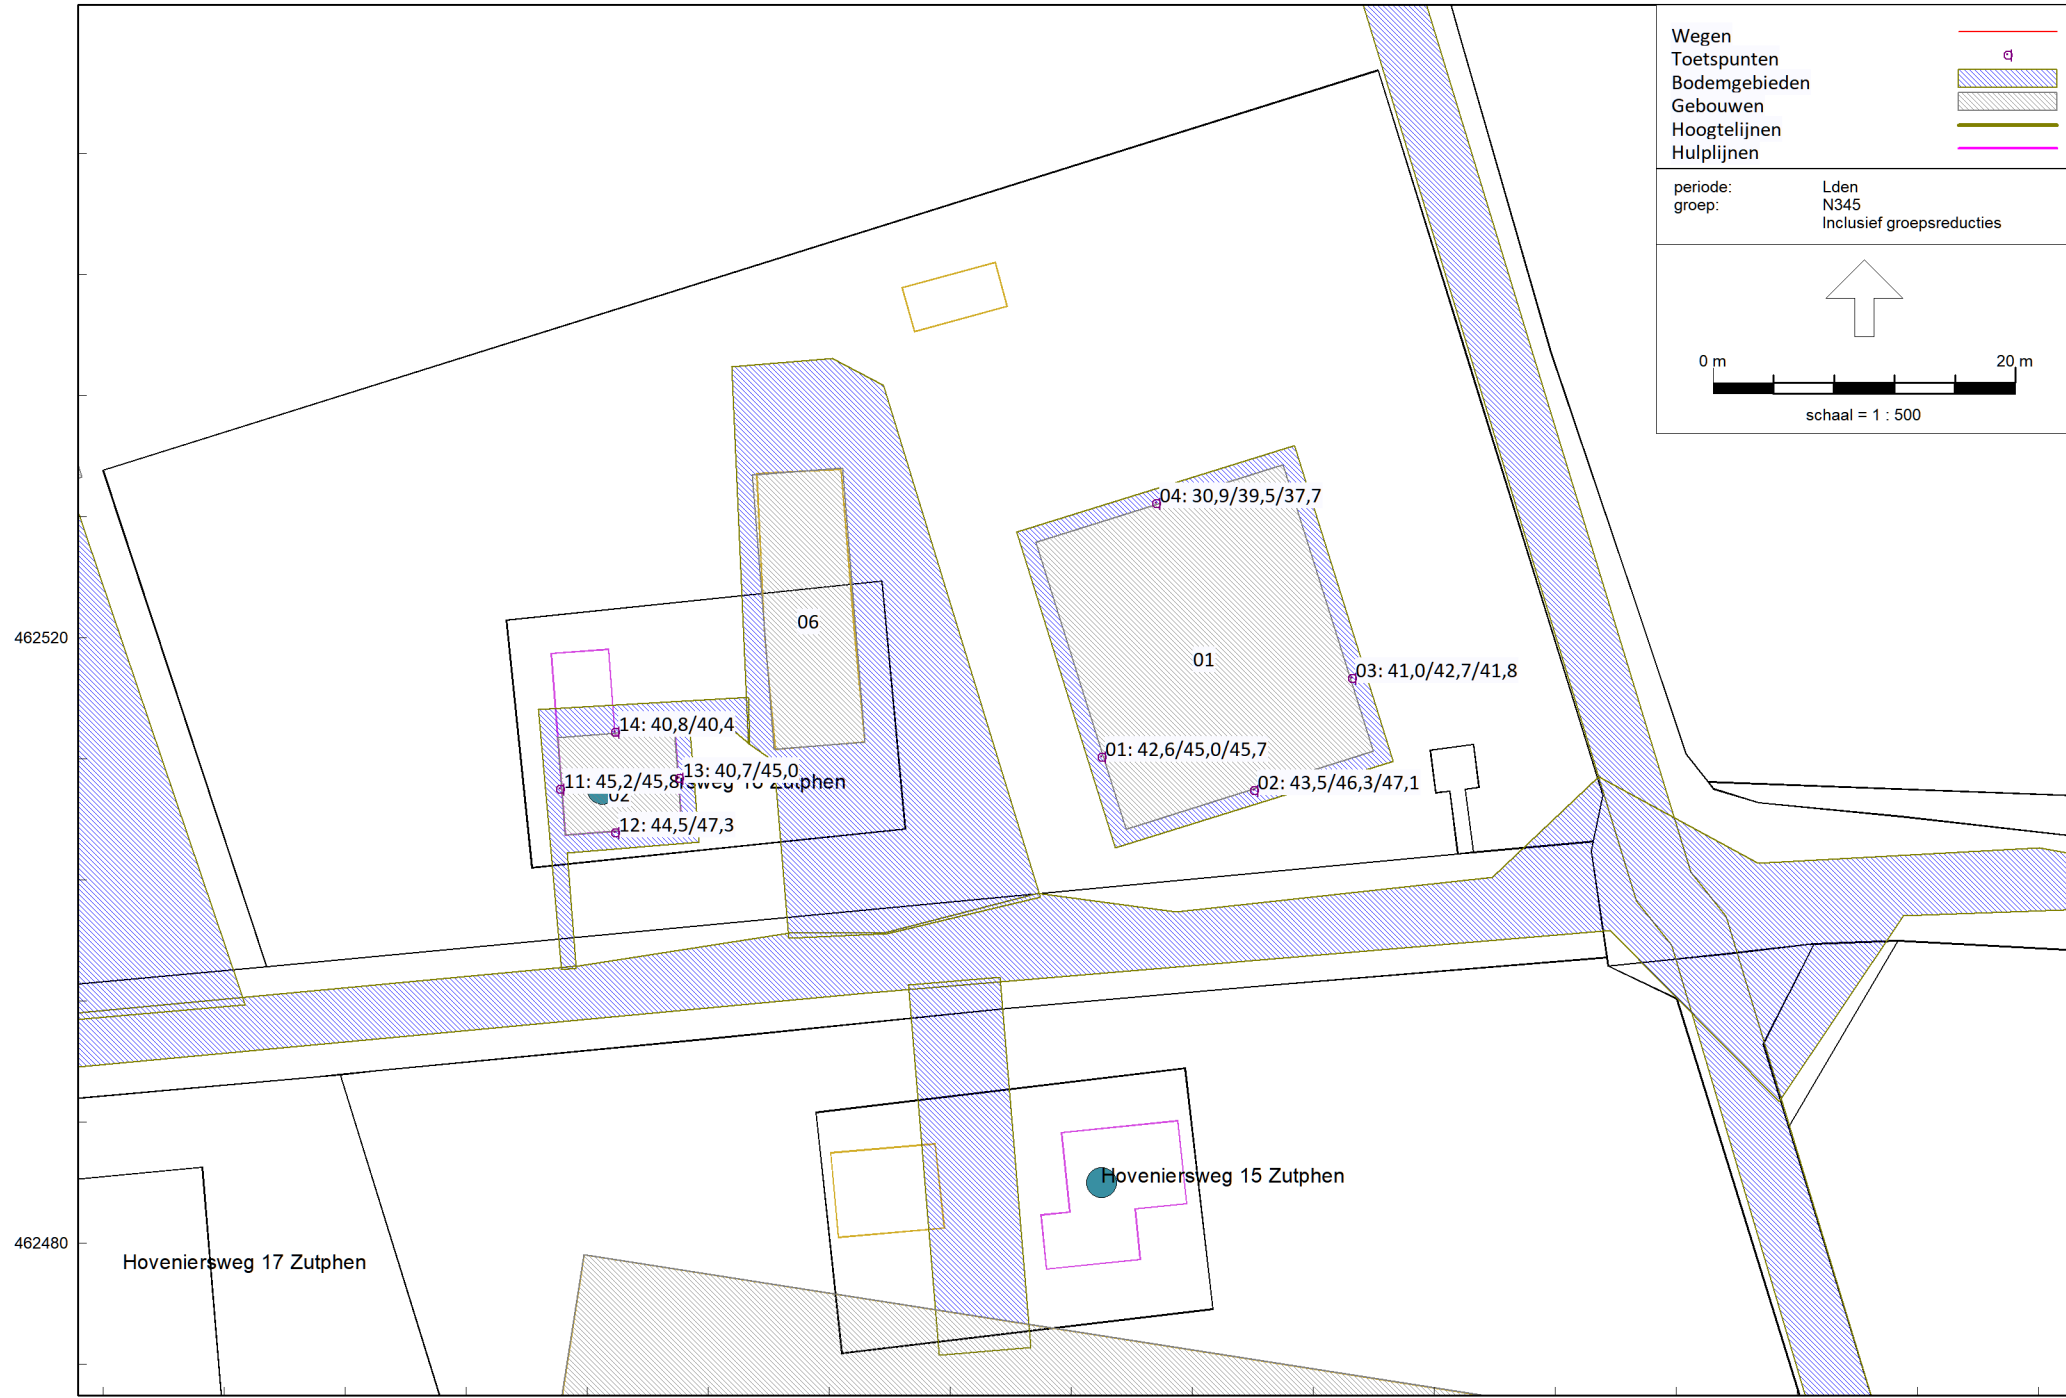 Wegen
Toetspunten
Bodemgebieden
Gebouwen
Hoogtelijnen
Hulplijnen
periode: Lden
groep: N345
Inclusief groepsreducties
0 m 20 m
schaal = 1 : 500
04: 30,9/39,5/37,7
06
462520
01
03: 41,0/42,7/41,8
14: 40,8/40,4
01: 42,6/45,0/45,7
13: 40,7/45,0
11: 45,2/45,8
Zutphen
02: 43,5/46,3/47,1
02
12: 44,5/47,3
Hoveniersweg 15 Zutphen
462480
Hoveniersweg 17 Zutphen